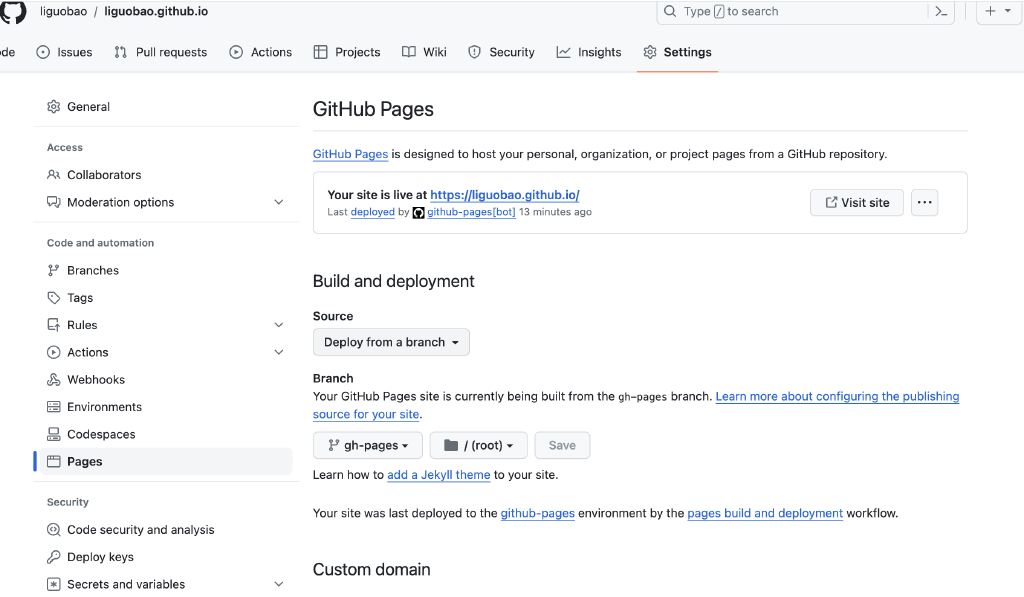 liguobao / liguobao.github.io
Type / to search
de Issues Pull requests Actions Projects Wiki Security Insights Settings
General
Access
Collaborators
Moderation options
Code and automation
Branches
Tags
Rules
Actions
Webhooks
Environments
Codespaces
Pages
Security
Code security and analysis
Deploy keys
Secrets and variables
GitHub Pages
GitHub Pages is designed to host your personal, organization, or project pages from a GitHub repository.
Your site is live at https://liguobao.github.io/
Last deployed by github-pages[bot] 13 minutes ago
Visit site
Build and deployment
Source
Deploy from a branch
Branch
Your GitHub Pages site is currently being built from the gh-pages branch. Learn more about configuring the publishing
source for your site.
gh-pages / (root) Save
Learn how to add a Jekyll theme to your site.
Your site was last deployed to the github-pages environment by the pages build and deployment workflow.
Custom domain